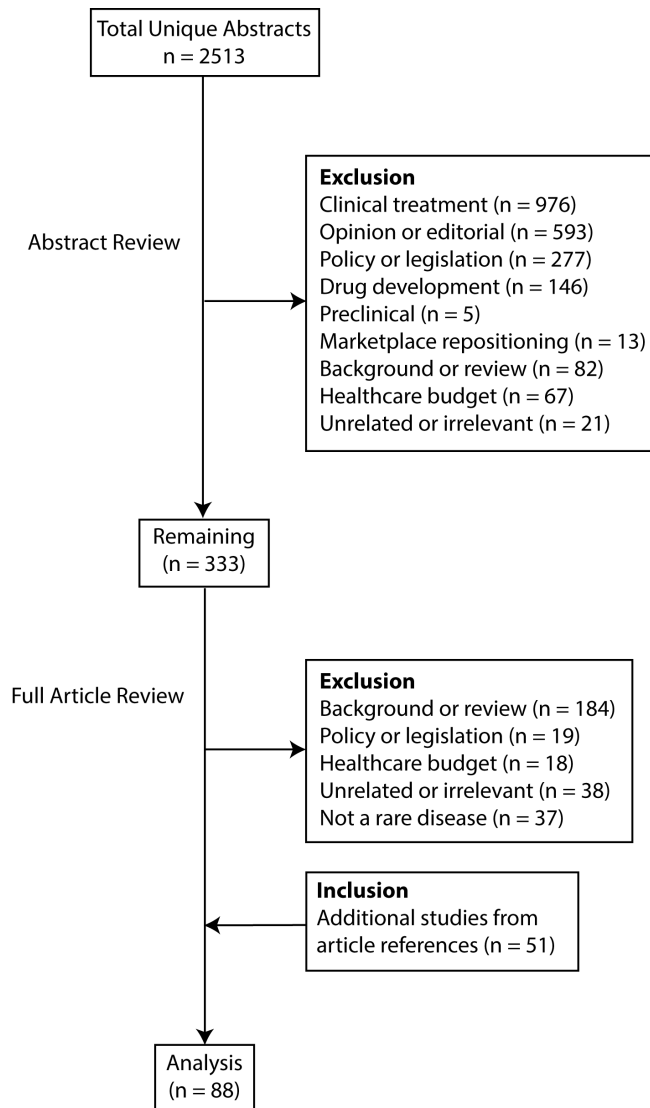 Total Unique Abstracts
n = 2513
Abstract Review
Exclusion
Clinical treatment (n = 976)
Opinion or editorial (n = 593)
Policy or legislation (n = 277)
Drug development (n = 146)
Preclinical (n = 5)
Marketplace repositioning (n = 13)
Background or review (n = 82)
Healthcare budget (n = 67)
Unrelated or irrelevant (n = 21)
Remaining
(n = 333)
Full Article Review
Exclusion
Background or review (n = 184)
Policy or legislation (n = 19)
Healthcare budget (n = 18)
Unrelated or irrelevant (n = 38)
Not a rare disease (n = 37)
Inclusion
Additional studies from
article references (n = 51)
Analysis
(n = 88)